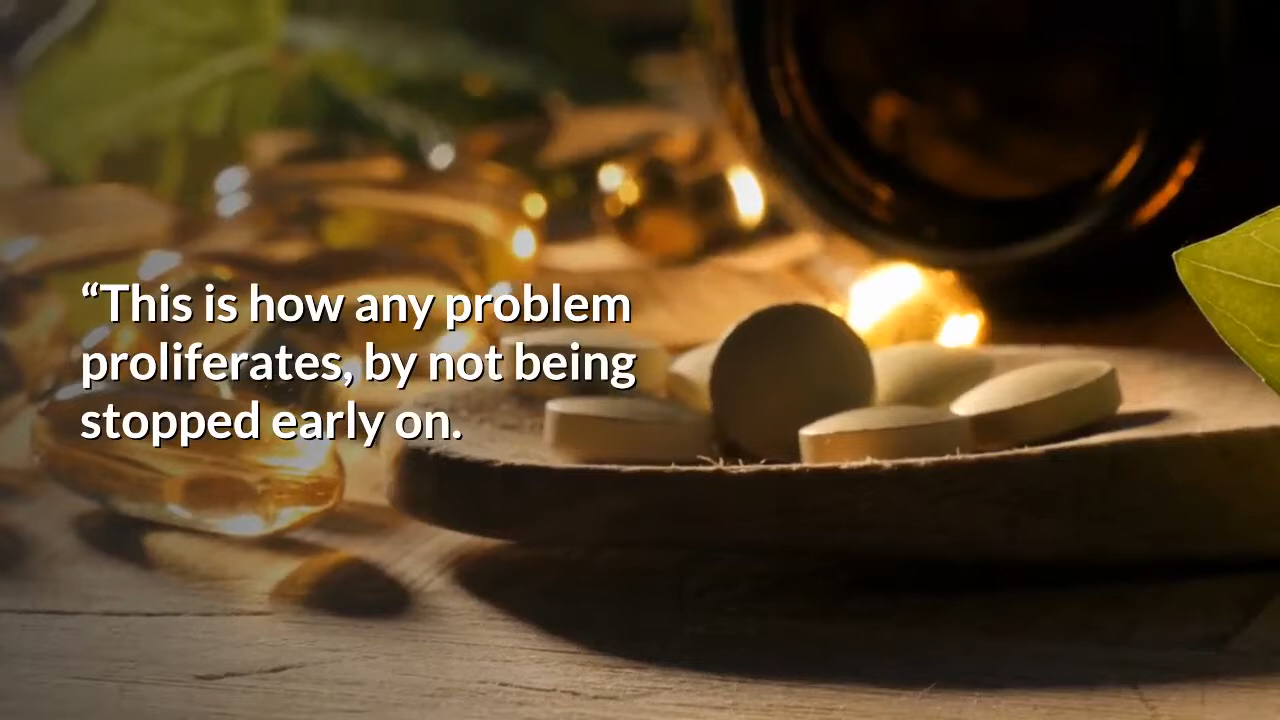 “This is how any problem
proliferates, by not being
stopped early on.